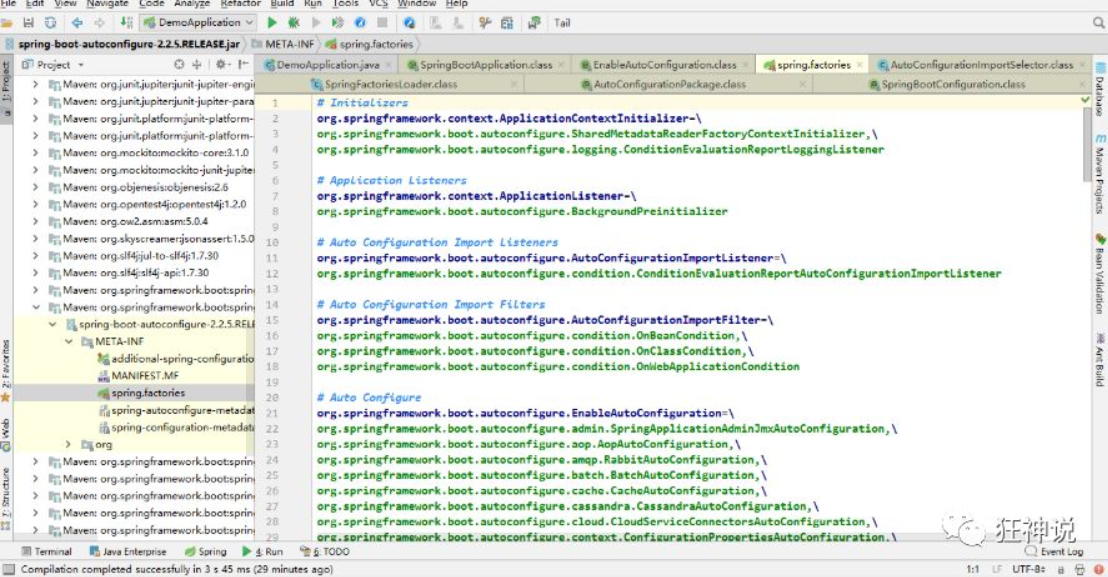 File Edit View Navigate Code Analyze Refactor Build Run Tools VCS Window Help
DemoApplication Tail
spring-boot-autoconfigure-2.2.5.RELEASE.jar META-INF spring.factories
Project
DemoApplication.java SpringBootApplication.class EnableAutoConfiguration.class spring.factories AutoConfigurationImportSelector.class
SpringFactoriesLoader.class AutoConfigurationPackage.class SpringBootConfiguration.class
1: Project
Maven: org.junit.jupiter:junit-jupiter-engi
Maven: org.junit.jupiter:junit-jupiter-para
Maven: org.junit.platform:junit-platform-
Maven: org.junit.platform:junit-platform-
Maven: org.mockito:mockito-core:3.1.0
Maven: org.mockito:mockito-junit-jupiter
Maven: org.objenesis:objenesis:2.6
Maven: org.opentest4j:opentest4j:1.2.0
Maven: org.ow2.asm:asm:5.0.4
Maven: org.skyscreamer:jsonassert:1.5.0
Maven: org.slf4j:jul-to-slf4j:1.7.30
Maven: org.slf4j:slf4j-api:1.7.30
Maven: org.springframework.boot:spring
Maven: org.springframework.boot:spring
spring-boot-autoconfigure-2.2.5.RELE
META-INF
additional-spring-configuratio
MANIFEST.MF
spring.factories
spring-autoconfigure-metadat
spring-configuration-metadat
org
Maven: org.springframework.boot:spring
Maven: org.springframework.boot:spring
Maven: org.springframework.boot:spring
Maven: org.springframework.boot:spring
Maven: org.springframework.boot:spring
2: Favorites
Web
7: Structure
1 # Initializers
2 org.springframework.context.ApplicationContextInitializer=\
3 org.springframework.boot.autoconfigure.SharedMetadataReaderFactoryContextInitializer,\
4 org.springframework.boot.autoconfigure.logging.ConditionEvaluationReportLoggingListener
5
6 # Application Listeners
7 org.springframework.context.ApplicationListener=\
8 org.springframework.boot.autoconfigure.BackgroundPreinitializer
9
10 # Auto Configuration Import Listeners
11 org.springframework.boot.autoconfigure.AutoConfigurationImportListener=\
12 org.springframework.boot.autoconfigure.condition.ConditionEvaluationReportAutoConfigurationImportListener
13
14 # Auto Configuration Import Filters
15 org.springframework.boot.autoconfigure.AutoConfigurationImportFilter=\
16 org.springframework.boot.autoconfigure.condition.OnBeanCondition,\
17 org.springframework.boot.autoconfigure.condition.OnClassCondition,\
18 org.springframework.boot.autoconfigure.condition.OnWebApplicationCondition
19
20 # Auto Configure
21 org.springframework.boot.autoconfigure.EnableAutoConfiguration=\
22 org.springframework.boot.autoconfigure.admin.SpringApplicationAdminJmxAutoConfiguration,\
23 org.springframework.boot.autoconfigure.aop.AopAutoConfiguration,\
24 org.springframework.boot.autoconfigure.amqp.RabbitAutoConfiguration,\
25 org.springframework.boot.autoconfigure.batch.BatchAutoConfiguration,\
26 org.springframework.boot.autoconfigure.cache.CacheAutoConfiguration,\
27 org.springframework.boot.autoconfigure.cassandra.CassandraAutoConfiguration,\
28 org.springframework.boot.autoconfigure.cloud.CloudServiceConnectorsAutoConfiguration,\
29 org.springframework.boot.autoconfigure.context.ConfigurationPropertiesAutoConfiguration,\
Database
Maven Projects
Bean Validation
Ant Build
狂神说
Terminal Java Enterprise Spring 4: Run 6: TODO Event Log
Compilation completed successfully in 3 s 45 ms (29 minutes ago) 1:1 LF UTF-8